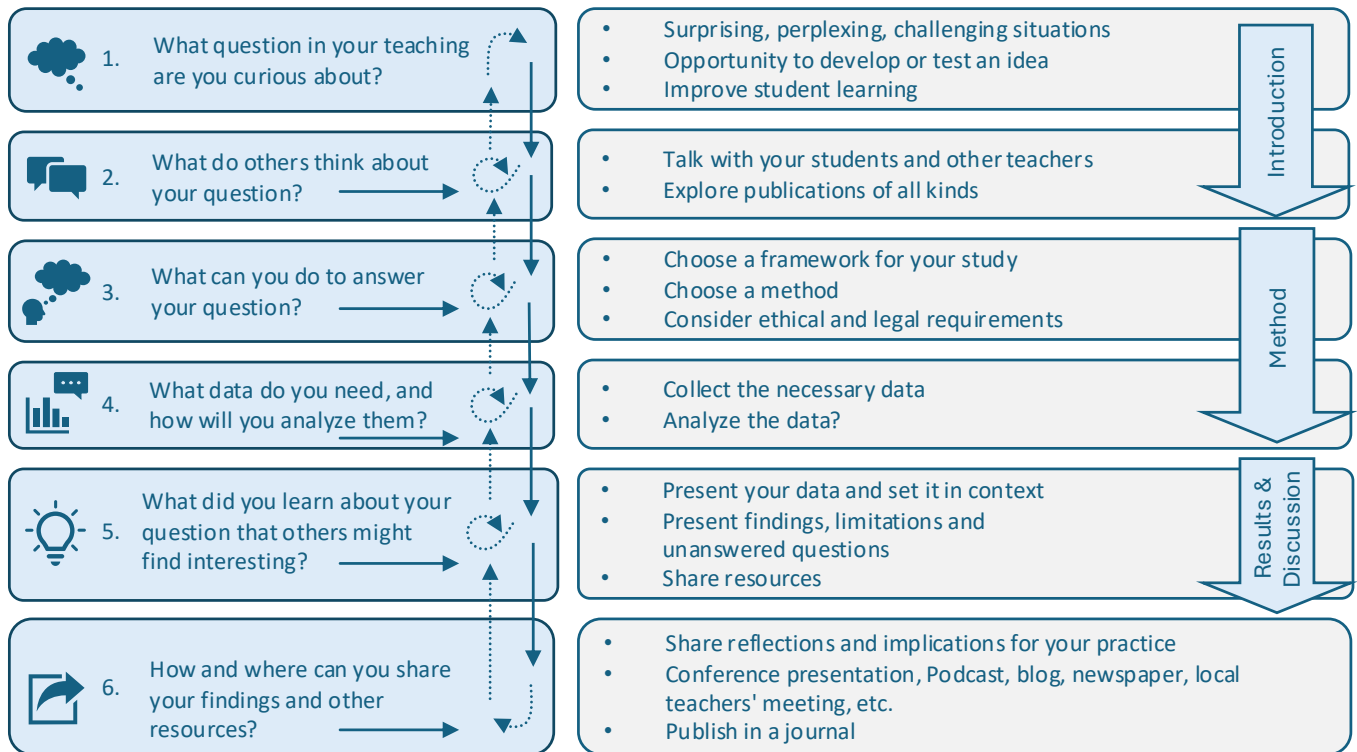 1. What question in your teaching
are you curious about?
• Surprising, perplexing, challenging situations
• Opportunity to develop or test an idea
• Improve student learning
2. What do others think about
your question?
• Talk with your students and other teachers
• Explore publications of all kinds
Introduction
3. What can you do to answer
your question?
• Choose a framework for your study
• Choose a method
• Consider ethical and legal requirements
4. What data do you need, and
how will you analyze them?
• Collect the necessary data
• Analyze the data?
Method
5. What did you learn about your
question that others might
find interesting?
• Present your data and set it in context
• Present findings, limitations and
unanswered questions
• Share resources
Results &
Discussion
6. How and where can you share
your findings and other
resources?
• Share reflections and implications for your practice
• Conference presentation, Podcast, blog, newspaper, local
teachers' meeting, etc.
• Publish in a journal